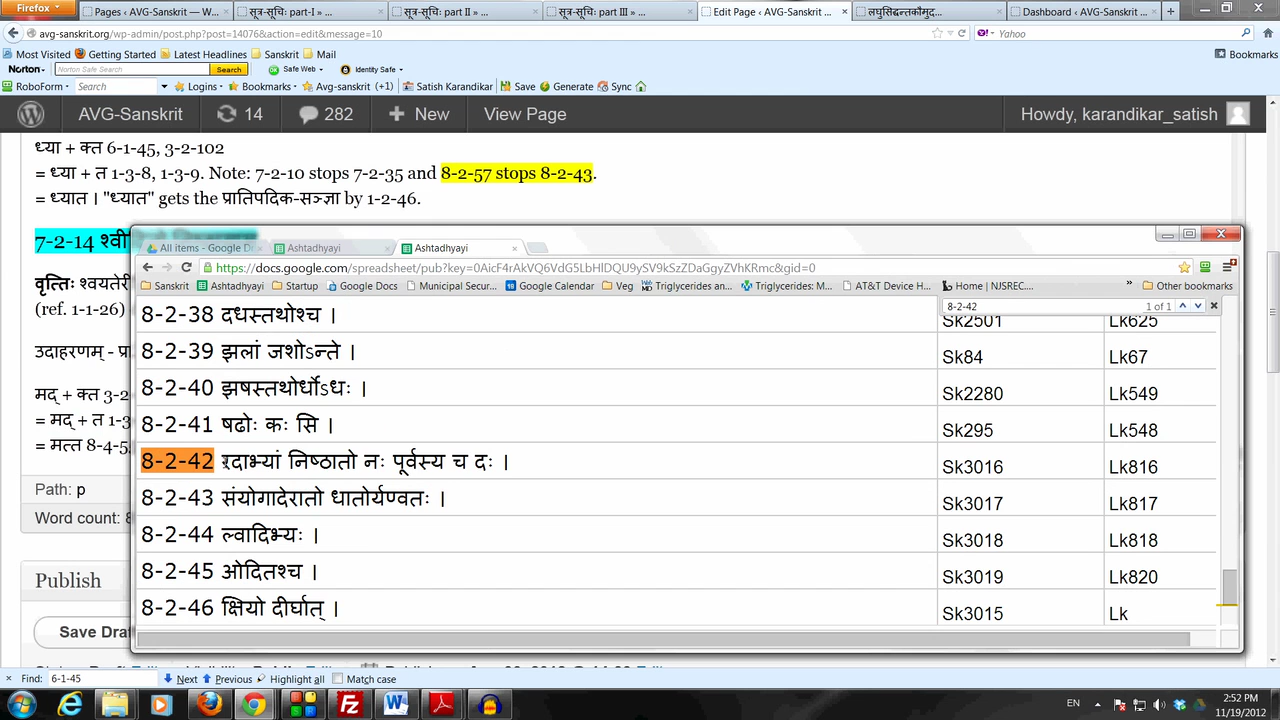 Firefox
Pages ‹ AVG-Sanskrit — W...
सूत्र-सूचिः part-I » ...
सूत्र-सूचिः part II » ...
सूत्र-सूचिः part III » ...
Edit Page ‹ AVG-Sanskrit ...
लघुसिद्धान्तकौमुद...
Dashboard ‹ AVG-Sanskrit ...
avg-sanskrit.org/wp-admin/post.php?post=14076&action=edit&message=10
Yahoo
Most Visited Getting Started Latest Headlines Sanskrit Mail
Bookmarks
Norton Norton Safe Search Search Safe Web Identity Safe
RoboForm Search Logins Bookmarks Avg-sanskrit (+1) Satish Karandikar Save Generate Sync
AVG-Sanskrit 14 282 New View Page Howdy, karandikar_satish
ध्या + क्त 6-1-45, 3-2-102
= ध्या + त 1-3-8, 1-3-9. Note: 7-2-10 stops 7-2-35 and 8-2-57 stops 8-2-43.
= ध्यात । "ध्यात" gets the प्रातिपदिक-सञ्ज्ञा by 1-2-46.
7-2-14 श्वी
वृत्तिः श्वयतेरी
(ref. 1-1-26)
उदाहरणम् - प्रा
मद् + क्त 3-2
= मद् + त 1-3
= मत्त 8-4-5
Path: p
Word count: 8
Publish
Save Draft
All items - Google Dr
Ashtadhyayi
Ashtadhyayi
https://docs.google.com/spreadsheet/pub?key=0AicF4rAWtQ6VdG5LbHlDQU9ySV9kSzZDaGgyZVhKRmc&gid=0
Sanskrit Ashtadhyayi Startup Google Docs Municipal Secur... Google Calendar Veg Triglycerides an... Triglycerides: M... AT&T Device H... Home | NJSREC... » Other bookmarks
8-2-42 1 of 1
8-2-38 दधस्तथोश्च । Sk2501 Lk625
8-2-39 झलां जशोऽन्ते । Sk84 Lk67
8-2-40 झषस्तथोर्धोऽधः । Sk2280 Lk549
8-2-41 षढोः कः सि । Sk295 Lk548
8-2-42 रदाभ्यां निष्ठातो नः पूर्वस्य च दः । Sk3016 Lk816
8-2-43 संयोगादेरातो धातोर्यण्वतः । Sk3017 Lk817
8-2-44 ल्वादिभ्यः । Sk3018 Lk818
8-2-45 ओदितश्च । Sk3019 Lk820
8-2-46 क्षियो दीर्घात् । Sk3015 Lk
Find: 6-1-45 Next Previous Highlight all Match case
EN 2:52 PM
11/19/2012